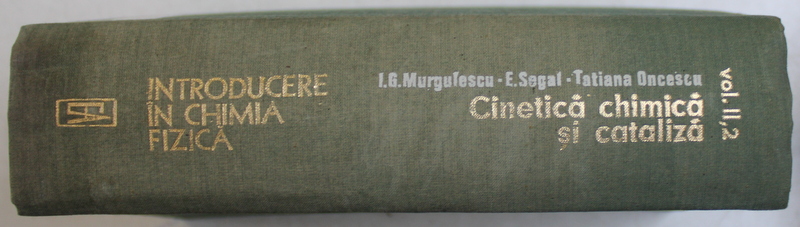 INTRODUCERE
ÎN CHIMIA
FIZICĂ
I.G.Murgulescu - E.Segal - Tatiana Oncescu
Cinetică chimică
și cataliză
vol. II, 2